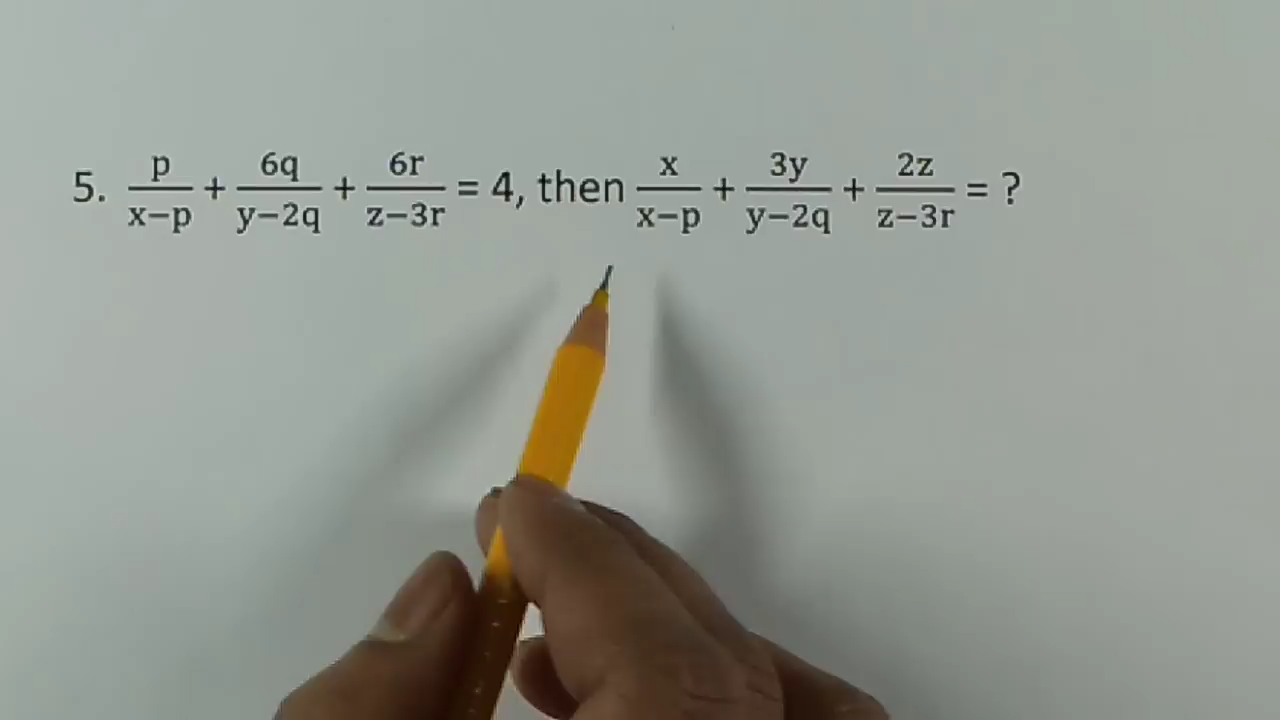 5. p/x−p + 6q/y−2q + 6r/z−3r = 4, then x/x−p + 3y/y−2q + 2z/z−3r = ?